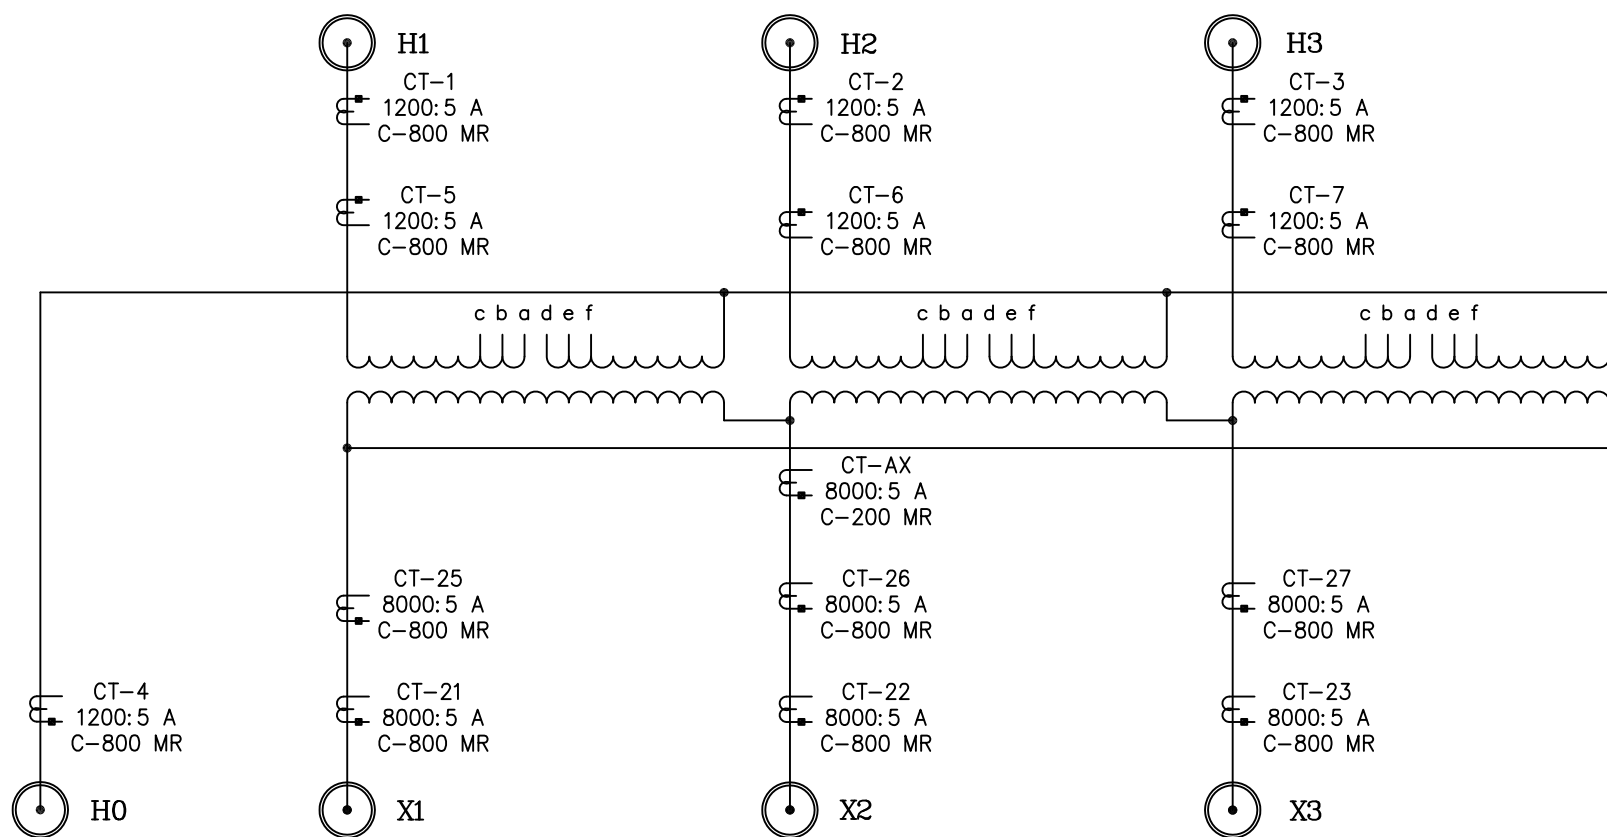 H1
H2
H3
CT-1
1200:5 A
C-800 MR
CT-2
1200:5 A
C-800 MR
CT-3
1200:5 A
C-800 MR
CT-5
1200:5 A
C-800 MR
CT-6
1200:5 A
C-800 MR
CT-7
1200:5 A
C-800 MR
c b a d e f
c b a d e f
c b a d e f
CT-AX
8000:5 A
C-200 MR
CT-25
8000:5 A
C-800 MR
CT-26
8000:5 A
C-800 MR
CT-27
8000:5 A
C-800 MR
CT-4
1200:5 A
C-800 MR
CT-21
8000:5 A
C-800 MR
CT-22
8000:5 A
C-800 MR
CT-23
8000:5 A
C-800 MR
H0
X1
X2
X3